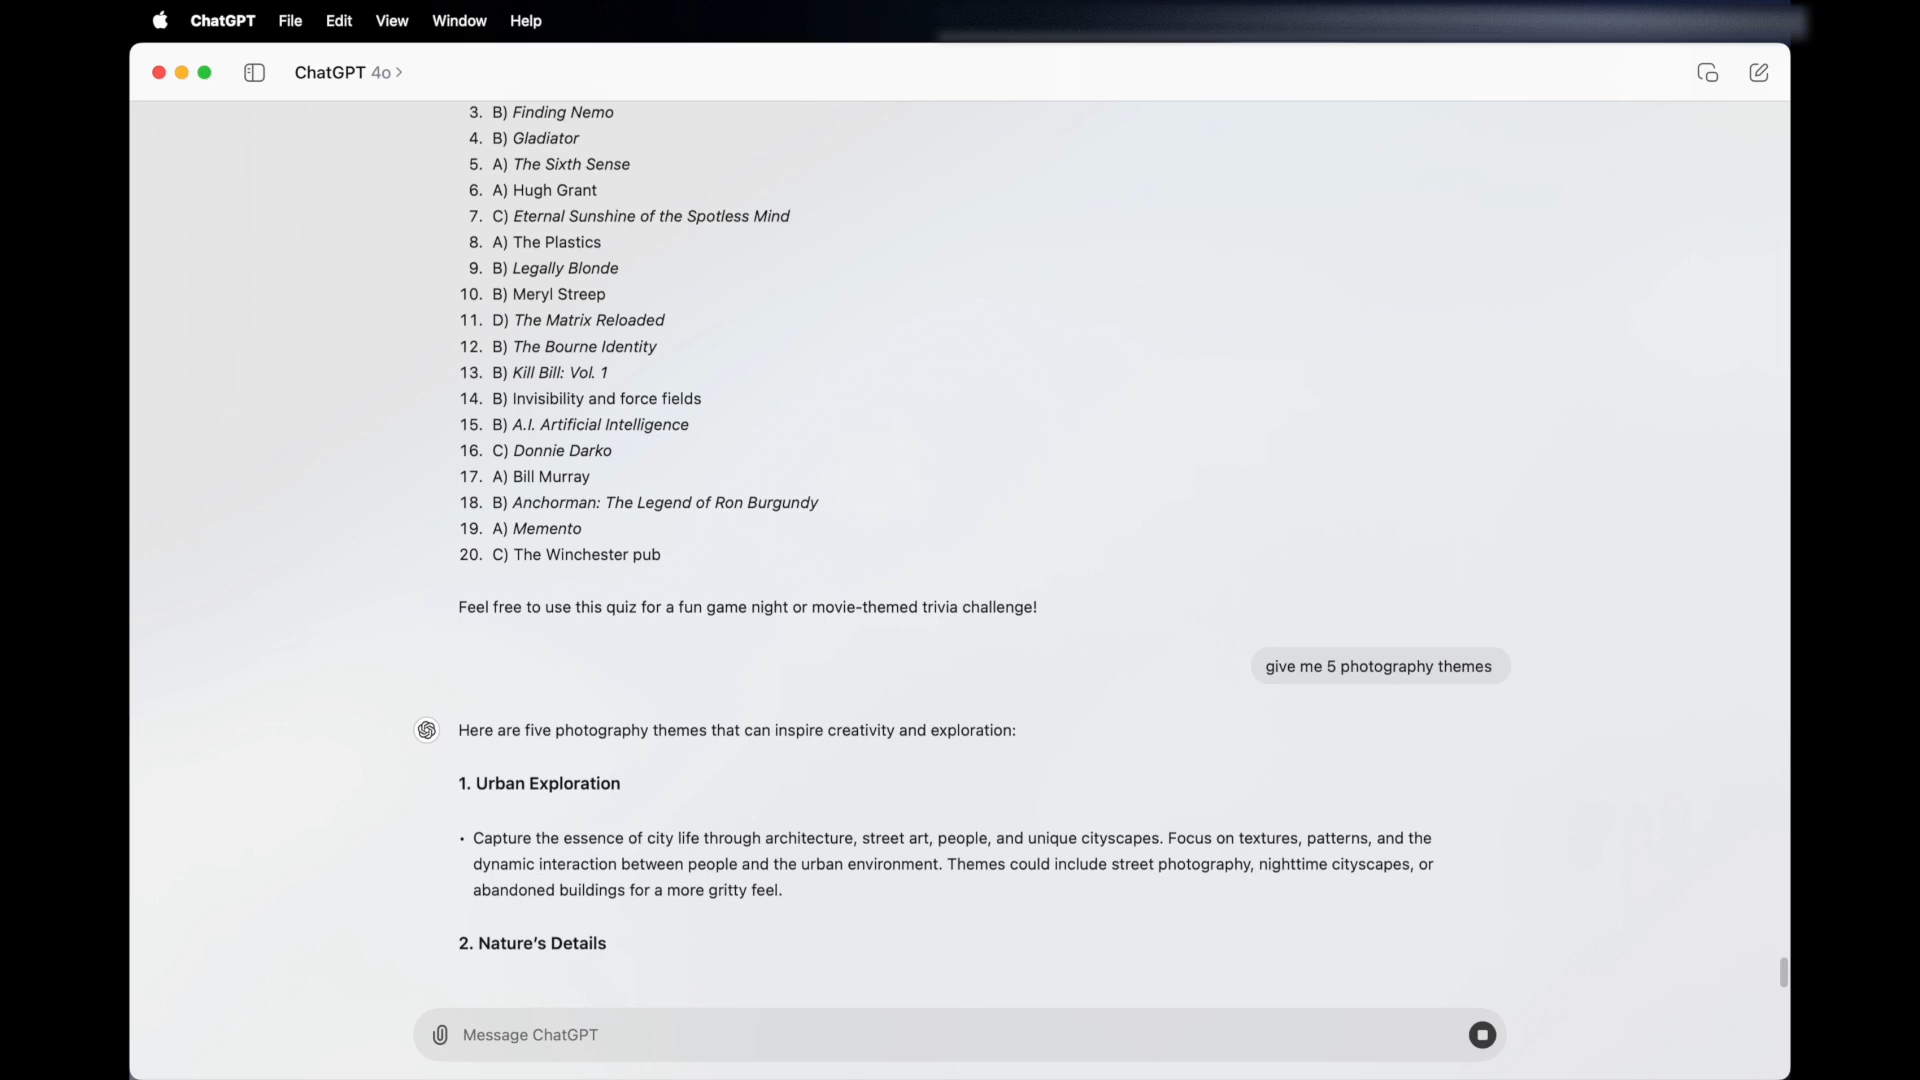 ChatGPT File Edit View Window Help
ChatGPT 4o >
3. B) Finding Nemo
4. B) Gladiator
5. A) The Sixth Sense
6. A) Hugh Grant
7. C) Eternal Sunshine of the Spotless Mind
8. A) The Plastics
9. B) Legally Blonde
10. B) Meryl Streep
11. D) The Matrix Reloaded
12. B) The Bourne Identity
13. B) Kill Bill: Vol. 1
14. B) Invisibility and force fields
15. B) A.I. Artificial Intelligence
16. C) Donnie Darko
17. A) Bill Murray
18. B) Anchorman: The Legend of Ron Burgundy
19. A) Memento
20. C) The Winchester pub
Feel free to use this quiz for a fun game night or movie-themed trivia challenge!
give me 5 photography themes
Here are five photography themes that can inspire creativity and exploration:
1. Urban Exploration
• Capture the essence of city life through architecture, street art, people, and unique cityscapes. Focus on textures, patterns, and the
dynamic interaction between people and the urban environment. Themes could include street photography, nighttime cityscapes, or
abandoned buildings for a more gritty feel.
2. Nature’s Details
Message ChatGPT